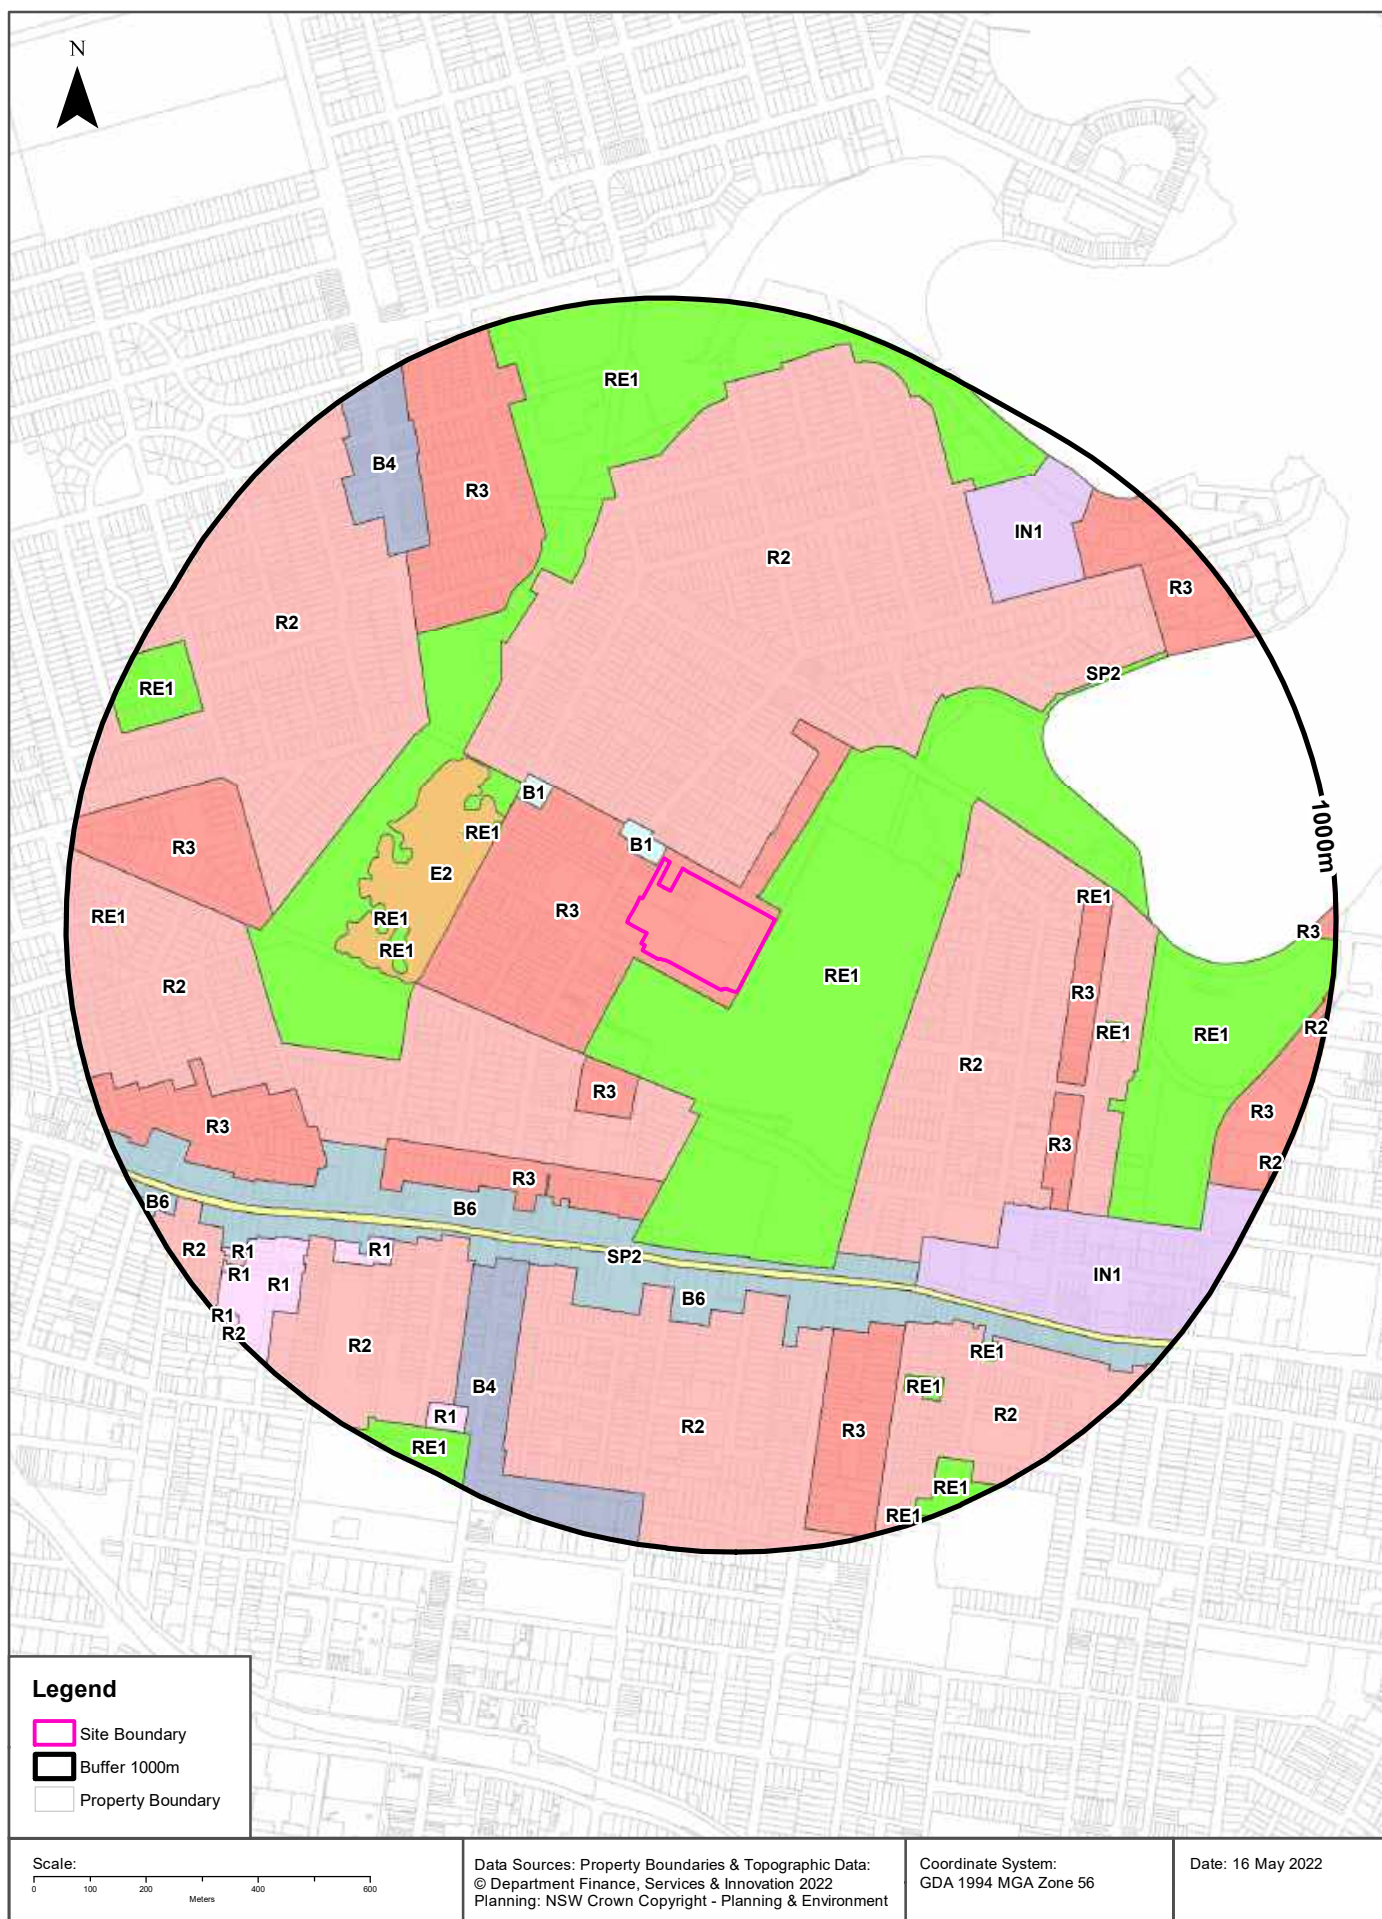 N
RE1
B4
R3
IN1
R2
R3
R2
SP2
RE1
B1
1000m
RE1
B1
R3
E2
RE1
R3
RE1
RE1
R3
RE1
RE1
R2
R3
RE1
R2
RE1
RE1
R3
R2
R3
R3
R3
R3
R2
R3
B6
B6
R2
R1
R1
SP2
R1
R1
IN1
B6
R1
R2
R2
RE1
B4
RE1
R1
R2
R2
R3
RE1
RE1
RE1
Legend
Site Boundary
Buffer 1000m
Property Boundary
Scale:
0 100 200 400 600
Meters
Data Sources: Property Boundaries & Topographic Data:
© Department Finance, Services & Innovation 2022
Planning: NSW Crown Copyright - Planning & Environment
Coordinate System:
GDA 1994 MGA Zone 56
Date: 16 May 2022